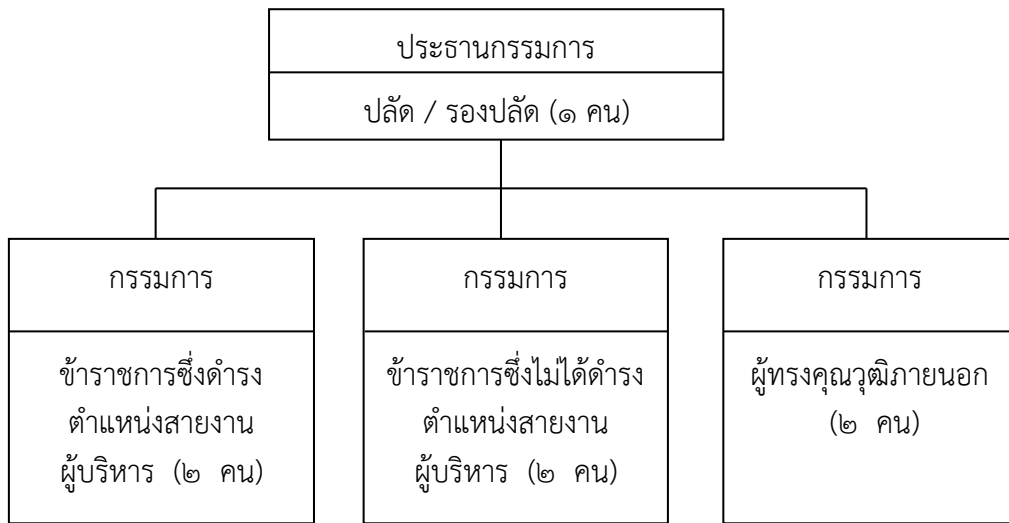 ประธานกรรมการ
ปลัด / รองปลัด (๑ คน)
กรรมการ
ข้าราชการซึ่งดำรง
ตำแหน่งสายงาน
ผู้บริหาร (๒ คน)
กรรมการ
ข้าราชการซึ่งไม่ได้ดำรง
ตำแหน่งสายงาน
ผู้บริหาร (๒ คน)
กรรมการ
ผู้ทรงคุณวุฒิภายนอก
(๒ คน)